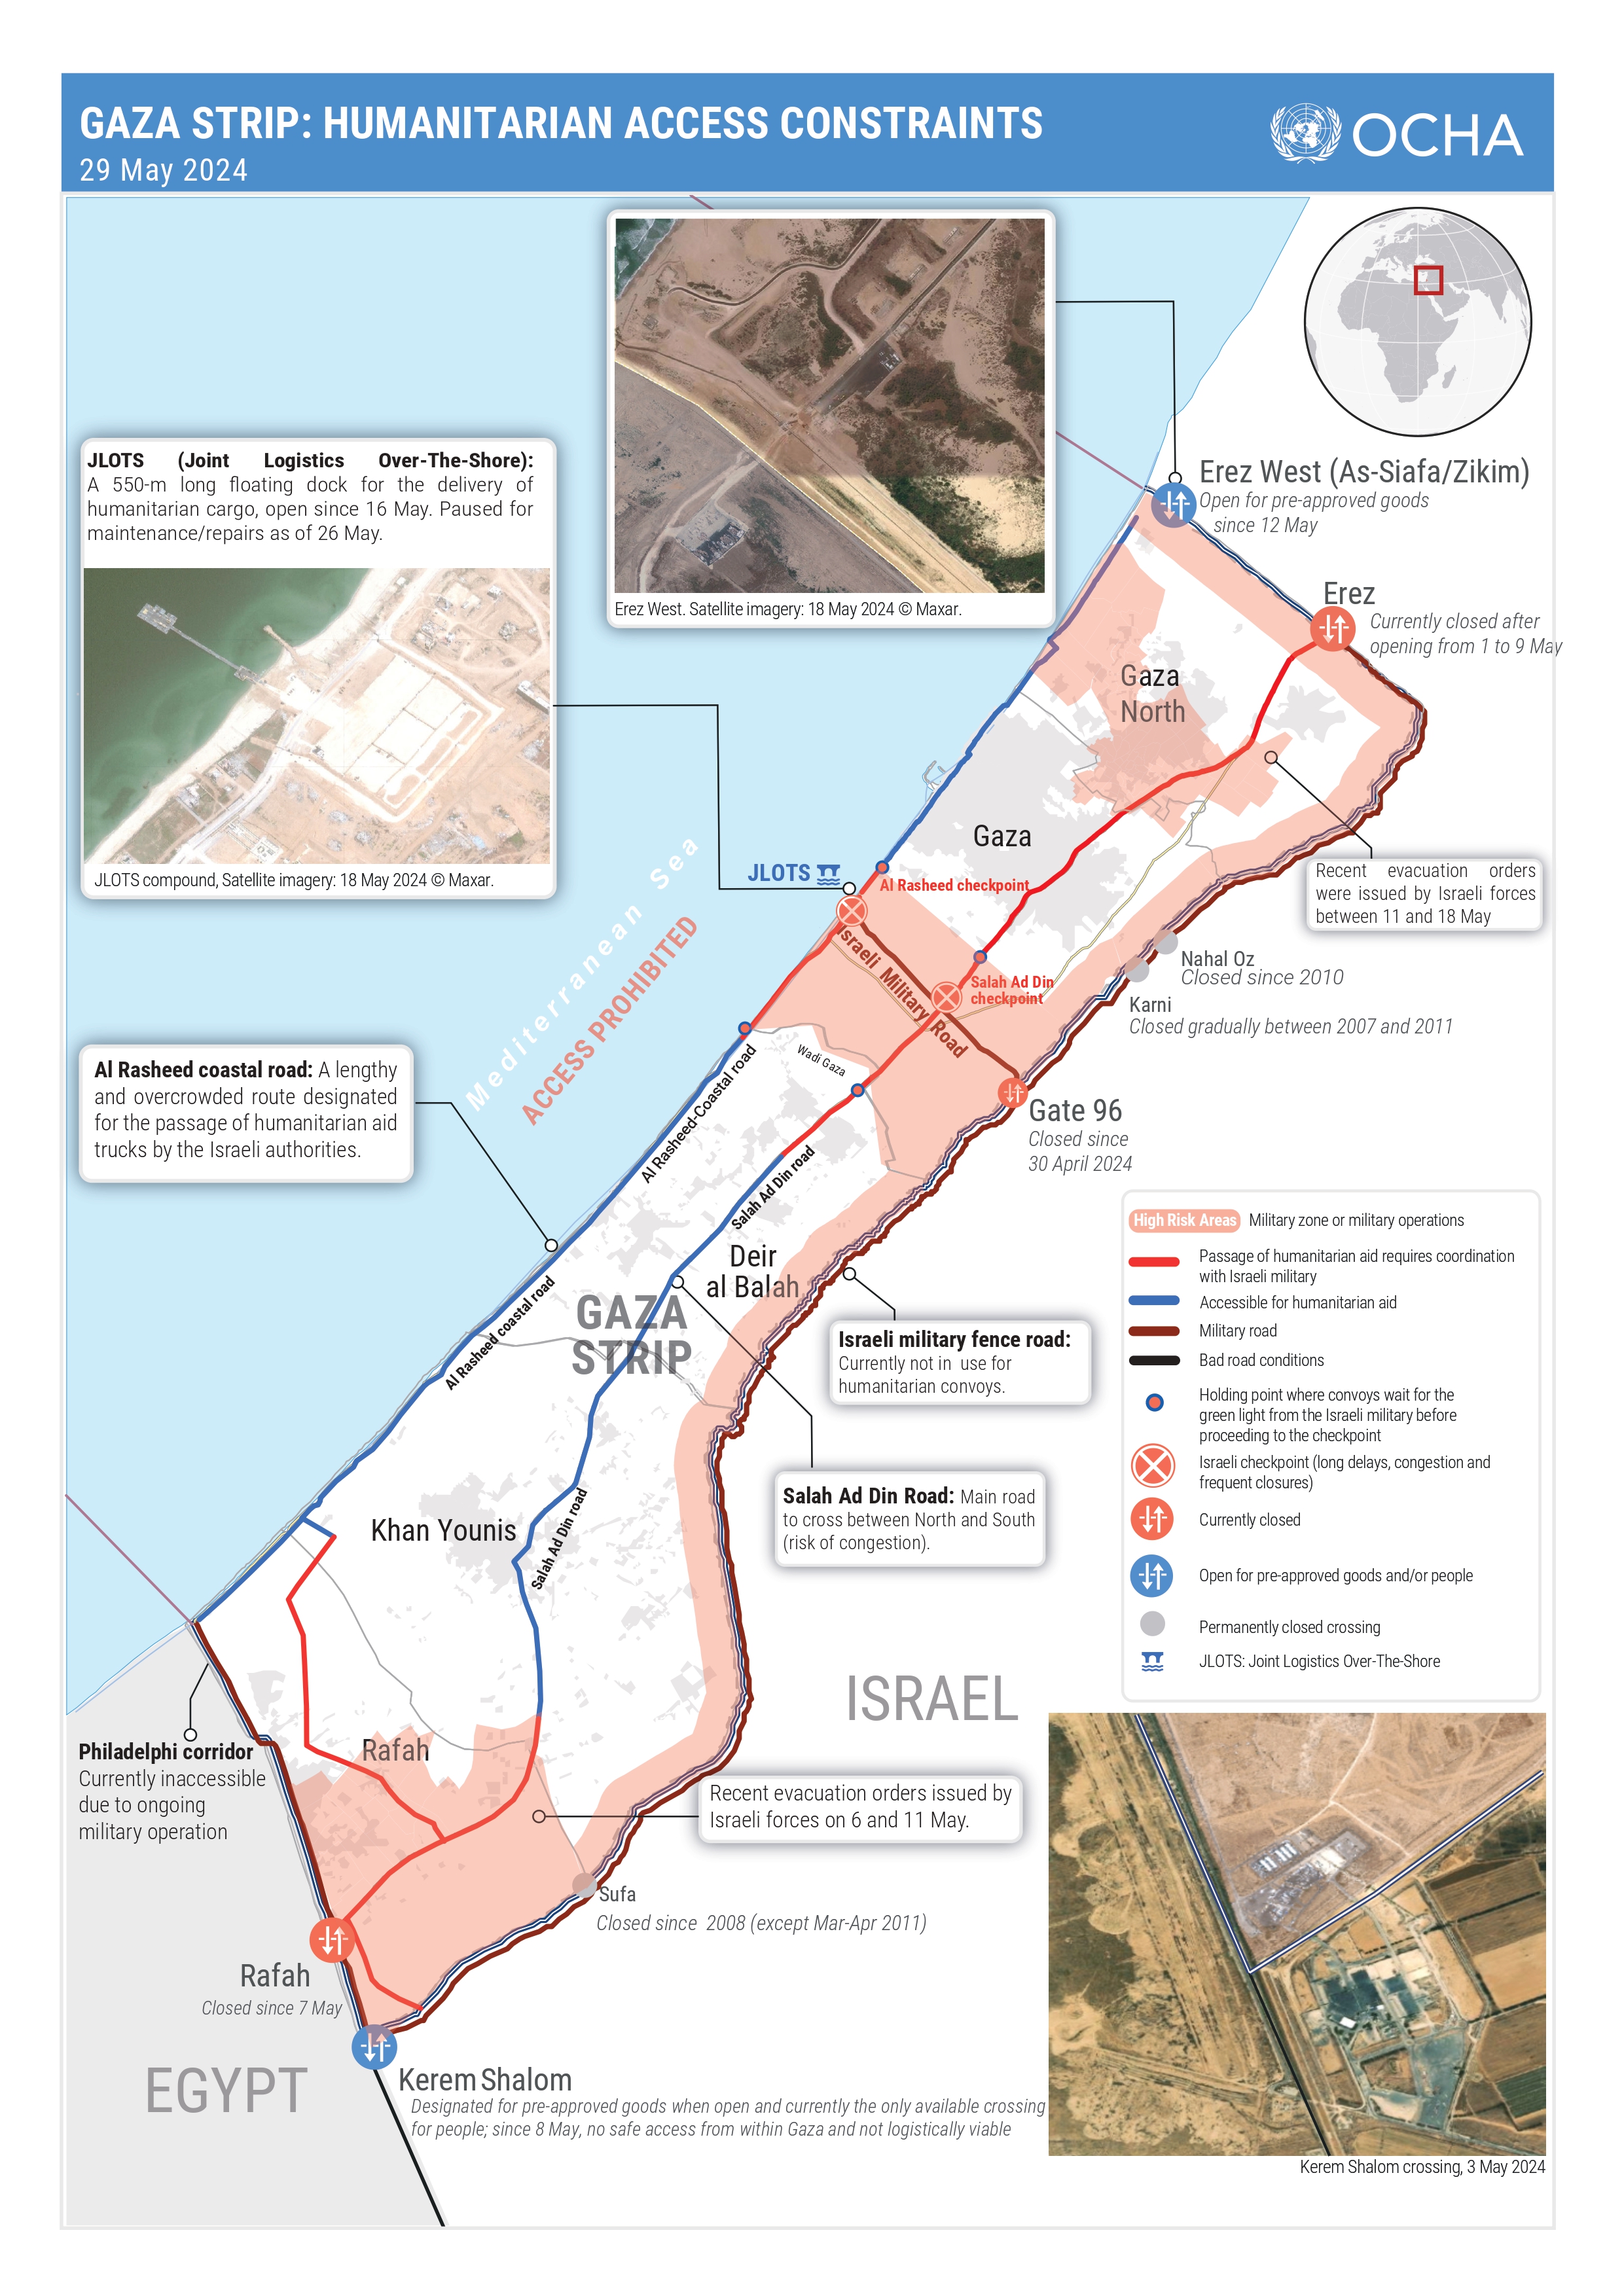 GAZA STRIP: HUMANITARIAN ACCESS CONSTRAINTS
29 May 2024
OCHA
JLOTS (Joint Logistics Over-The-Shore):
A 550-m long floating dock for the delivery of
humanitarian cargo, open since 16 May. Paused for
maintenance/repairs as of 26 May.
JLOTS compound, Satellite imagery: 18 May 2024 © Maxar.
Erez West. Satellite imagery: 18 May 2024 © Maxar.
Erez West (As-Siafa/Zikim)
Open for pre-approved goods
since 12 May
Erez
Currently closed after
opening from 1 to 9 May
Gaza
North
Gaza
JLOTS
Al Rasheed checkpoint
Israeli Military Road
Salah Ad Din
checkpoint
Recent evacuation orders
were issued by Israeli forces
between 11 and 18 May
Nahal Oz
Closed since 2010
Karni
Closed gradually between 2007 and 2011
Mediterranean Sea
ACCESS PROHIBITED
Wadi Gaza
Al Rasheed-Coastal road
Salah Ad Din road
Al Rasheed coastal road: A lengthy
and overcrowded route designated
for the passage of humanitarian aid
trucks by the Israeli authorities.
Gate 96
Closed since
30 April 2024
Deir
al Balah
GAZA
STRIP
Al Rasheed coastal road
Israeli military fence road:
Currently not in use for
humanitarian convoys.
High Risk Areas Military zone or military operations
Passage of humanitarian aid requires coordination
with Israeli military
Accessible for humanitarian aid
Military road
Bad road conditions
Holding point where convoys wait for the
green light from the Israeli military before
proceeding to the checkpoint
Israeli checkpoint (long delays, congestion and
frequent closures)
Currently closed
Open for pre-approved goods and/or people
Permanently closed crossing
JLOTS: Joint Logistics Over-The-Shore
Salah Ad Din Road: Main road
to cross between North and South
(risk of congestion).
Khan Younis
Salah Ad Din road
ISRAEL
Rafah
Philadelphi corridor
Currently inaccessible
due to ongoing
military operation
Recent evacuation orders issued by
Israeli forces on 6 and 11 May.
Sufa
Closed since 2008 (except Mar-Apr 2011)
Rafah
Closed since 7 May
EGYPT
Kerem Shalom
Designated for pre-approved goods when open and currently the only available crossing
for people; since 8 May, no safe access from within Gaza and not logistically viable
Kerem Shalom crossing, 3 May 2024